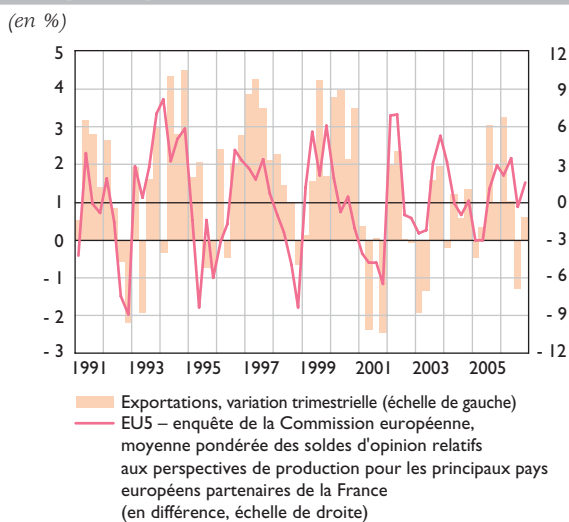 (en %)
5 12
4 9
3 6
2 3
1 0
0 - 3
- 1 - 6
- 2 - 9
- 3 - 12
1991 1993 1995 1997 1999 2001 2003 2005
Exportations, variation trimestrielle (échelle de gauche)
EU5 – enquête de la Commission européenne,
moyenne pondérée des soldes d'opinion relatifs
aux perspectives de production pour les principaux pays
européens partenaires de la France
(en différence, échelle de droite)